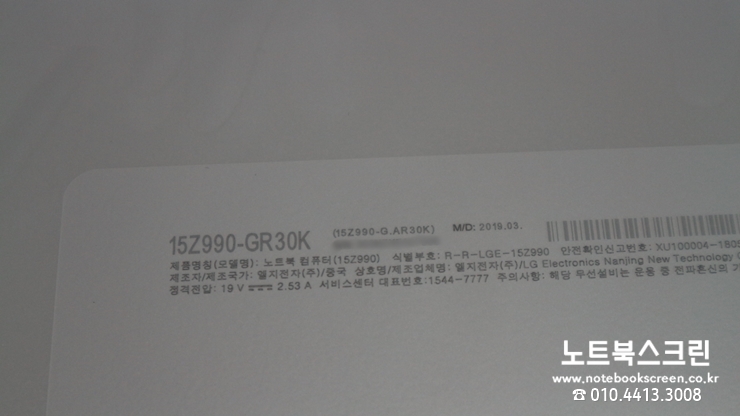 15Z990-GR30K (15Z990-G.AR30K) M/D: 2019.03.
제품명칭(모델명): 노트북 컴퓨터(15Z990) 식별부호: R-R-LGE-15Z990 안전확인신고번호: XU100004-180
제조자/제조국가: 엘지전자(주)/중국 상호명/제조업체명: 엘지전자(주)/LG Electronics Nanjing New Technology
정격전압: 19 V 2.53 A 서비스센터 대표번호:1544-7777 주의사항: 해당 무선설비는 운용 중 전파혼신의
노트북스크린
www.notebookscreen.co.kr
☎ 010.4413.3008